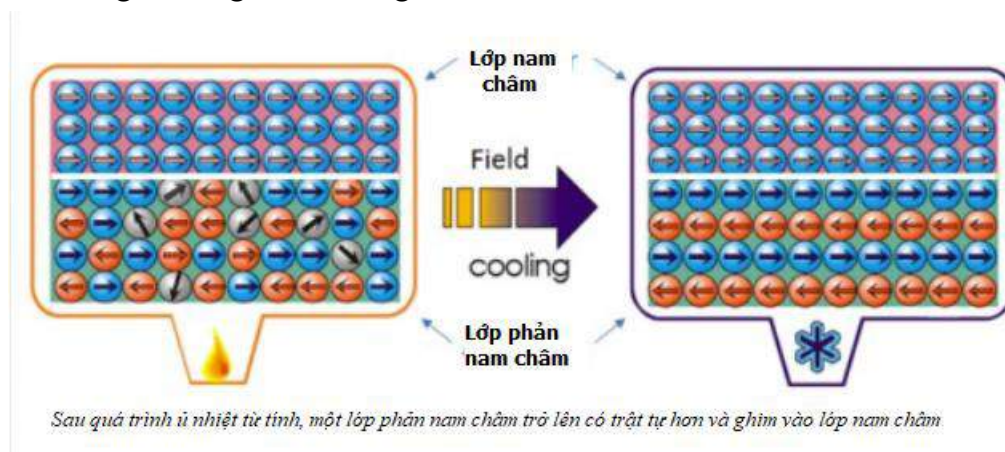 Lớp nam
châm
Field
cooling
Lớp phản
nam châm
Sau quá trình ủ nhiệt từ tính, một lớp phản nam châm trở lên có trật tự hơn và ghim vào lớp nam châm